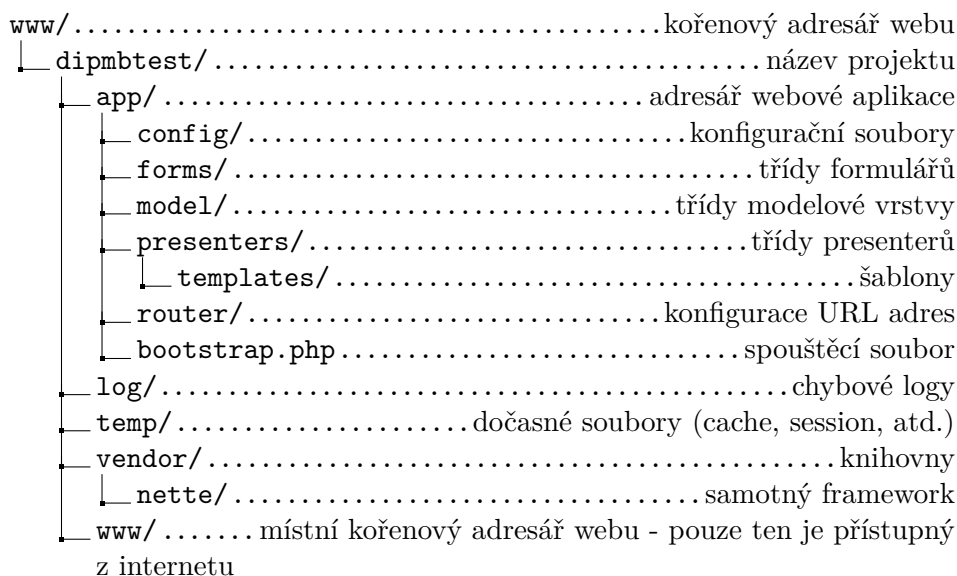 www/............................................kořenový adresář webu
dipmbtest/.........................................název projektu
app/....................................adresář webové aplikace
config/.................................konfigurační soubory
forms/.......................................třídy formulářů
model/.................................třídy modelové vrstvy
presenters/.................................třídy presenterů
templates/.......................................šablony
router/...............................konfigurace URL adres
bootstrap.php..............................spouštěcí soubor
log/...............................................chybové logy
temp/......................dočasné soubory (cache, session, atd.)
vendor/...............................................knihovny
nette/...................................samotný framework
www/.......místní kořenový adresář webu - pouze ten je přístupný
z internetu